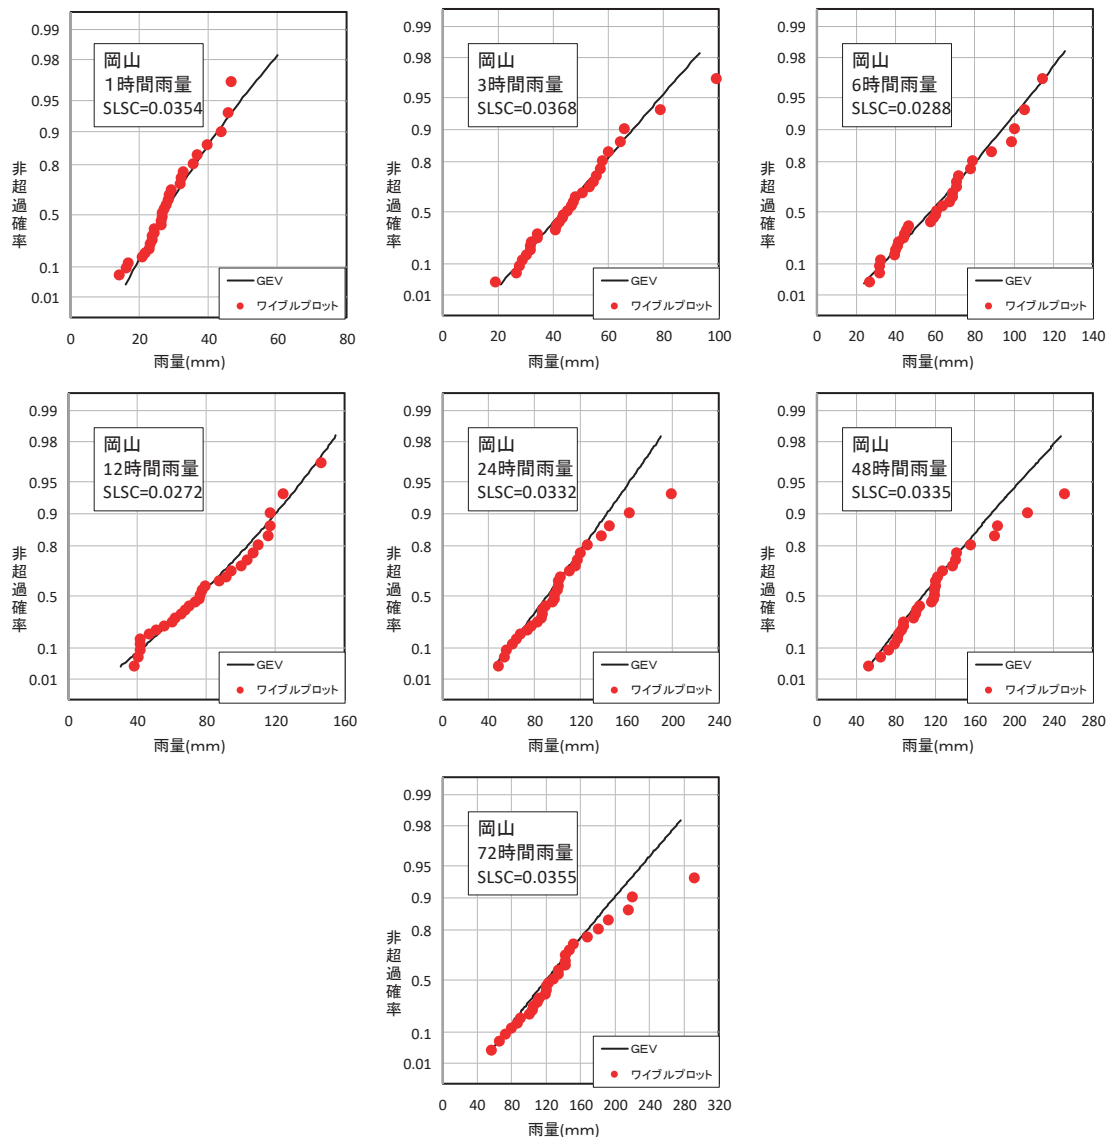 0.99
0.98
0.95
0.9
0.8
0.5
0.1
0.01
非超過確率
岡山
1時間雨量
SLSC=0.0354
GEV
ワイブルプロット
0 20 40 60 80
雨量(mm)
0.99
0.98
0.95
0.9
0.8
0.5
0.1
0.01
非超過確率
岡山
3時間雨量
SLSC=0.0368
GEV
ワイブルプロット
0 20 40 60 80 100
雨量(mm)
0.99
0.98
0.95
0.9
0.8
0.5
0.1
0.01
非超過確率
岡山
6時間雨量
SLSC=0.0288
GEV
ワイブルプロット
0 20 40 60 80 100 120 140
雨量(mm)
0.99
0.98
0.95
0.9
0.8
0.5
0.1
0.01
非超過確率
岡山
12時間雨量
SLSC=0.0272
GEV
ワイブルプロット
0 40 80 120 160
雨量(mm)
0.99
0.98
0.95
0.9
0.8
0.5
0.1
0.01
非超過確率
岡山
24時間雨量
SLSC=0.0332
GEV
ワイブルプロット
0 40 80 120 160 200 240
雨量(mm)
0.99
0.98
0.95
0.9
0.8
0.5
0.1
0.01
非超過確率
岡山
48時間雨量
SLSC=0.0335
GEV
ワイブルプロット
0 40 80 120 160 200 240 280
雨量(mm)
0.99
0.98
0.95
0.9
0.8
0.5
0.1
0.01
非超過確率
岡山
72時間雨量
SLSC=0.0355
GEV
ワイブルプロット
0 40 80 120 160 200 240 280 320
雨量(mm)